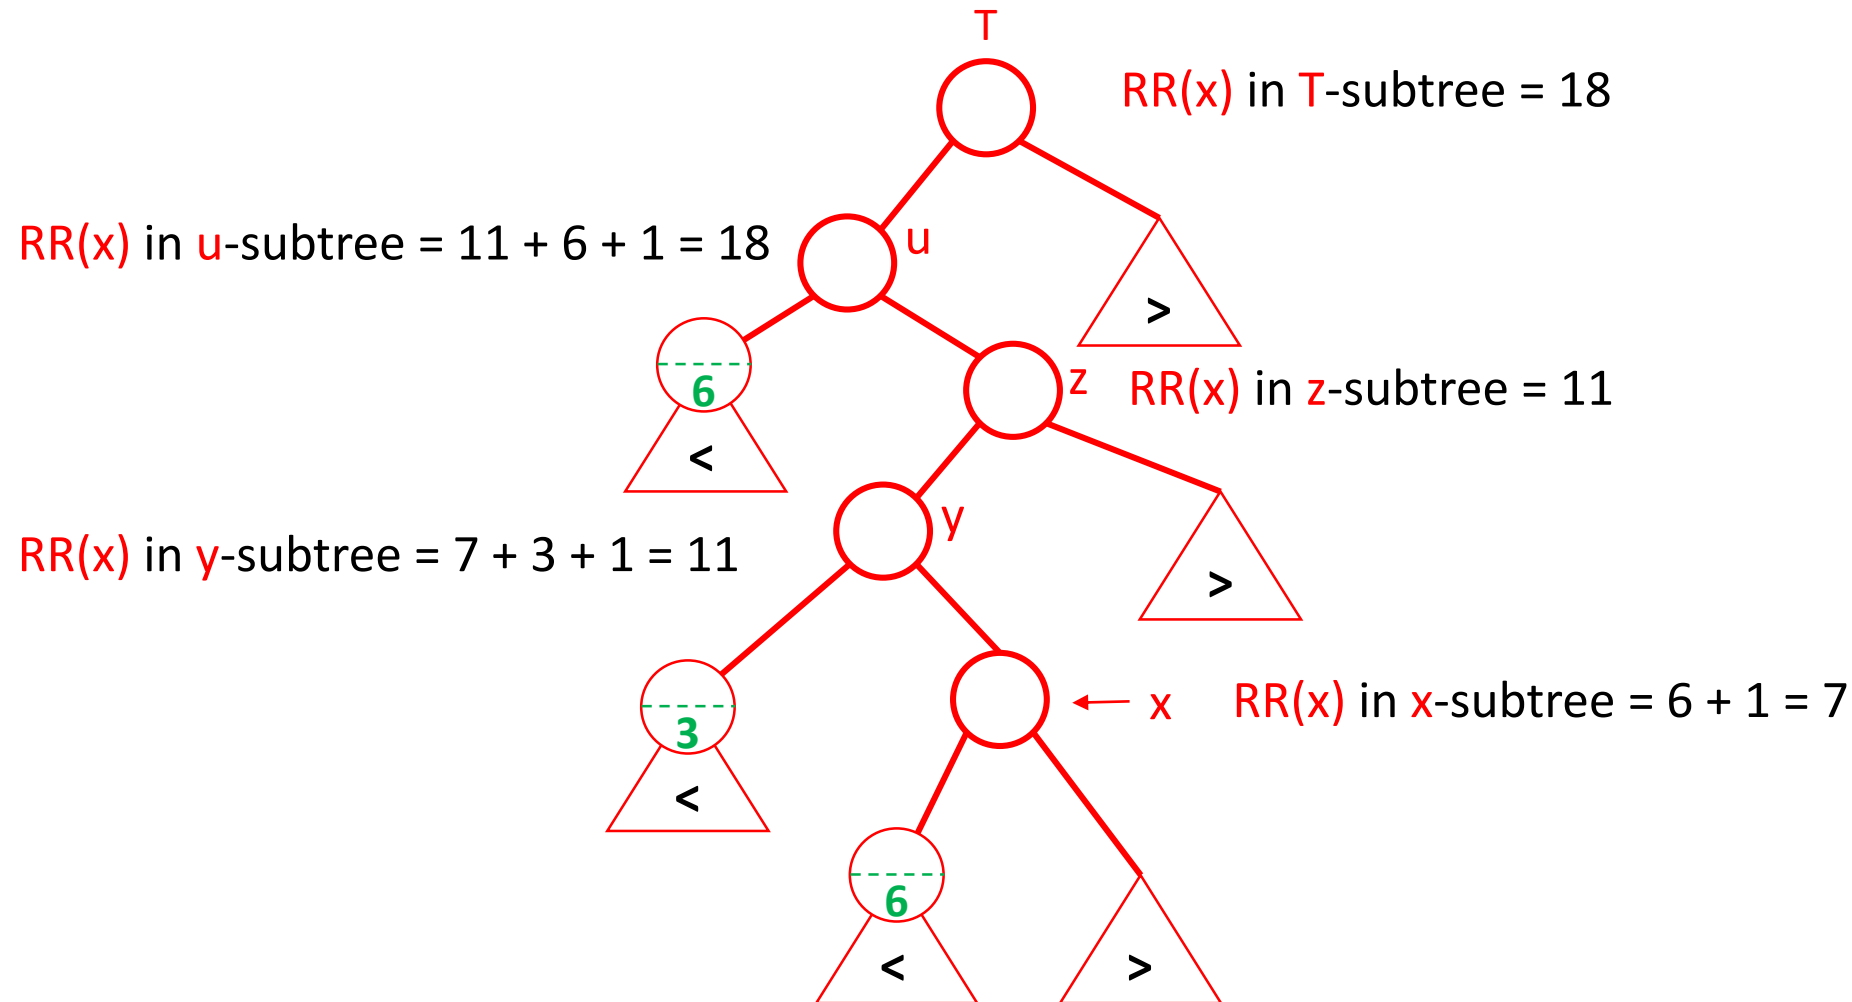 T
RR(x) in T-subtree = 18
RR(x) in u-subtree = 11 + 6 + 1 = 18
u
>
6
<
z
RR(x) in z-subtree = 11
y
RR(x) in y-subtree = 7 + 3 + 1 = 11
>
3
<
x
RR(x) in x-subtree = 6 + 1 = 7
6
<
>